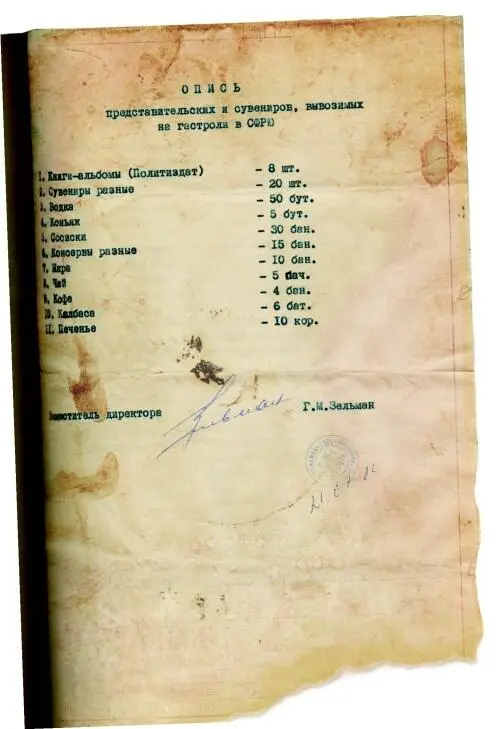 ОПИСЬ
представительских и сувениров, вывозимых
на гастроли в СФРЮ
1. Книги-альбомы (Политиздат) - 8 шт.
2. Сувениры разные - 20 шт.
3. Водка - 50 бут.
4. Коньяк - 5 бут.
5. Сосиски - 30 бан.
6. Консервы разные - 15 бан.
7. Икра - 10 бан.
8. Чай - 5 пач.
9. Кофе - 4 бан.
10. Калбаса - 6 бат.
11. Печенье - 10 кор.
Заместитель директора Г.М.Зельман